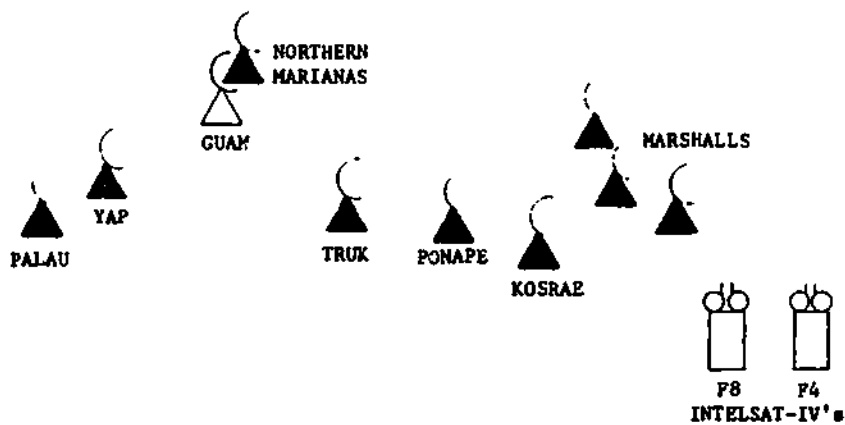 NORTHERN
MARIANAS
GUAM
MARSHALLS
YAP
PALAU
TRUK
PONAPE
KOSRAE
F8 F4
INTELSAT-IV's